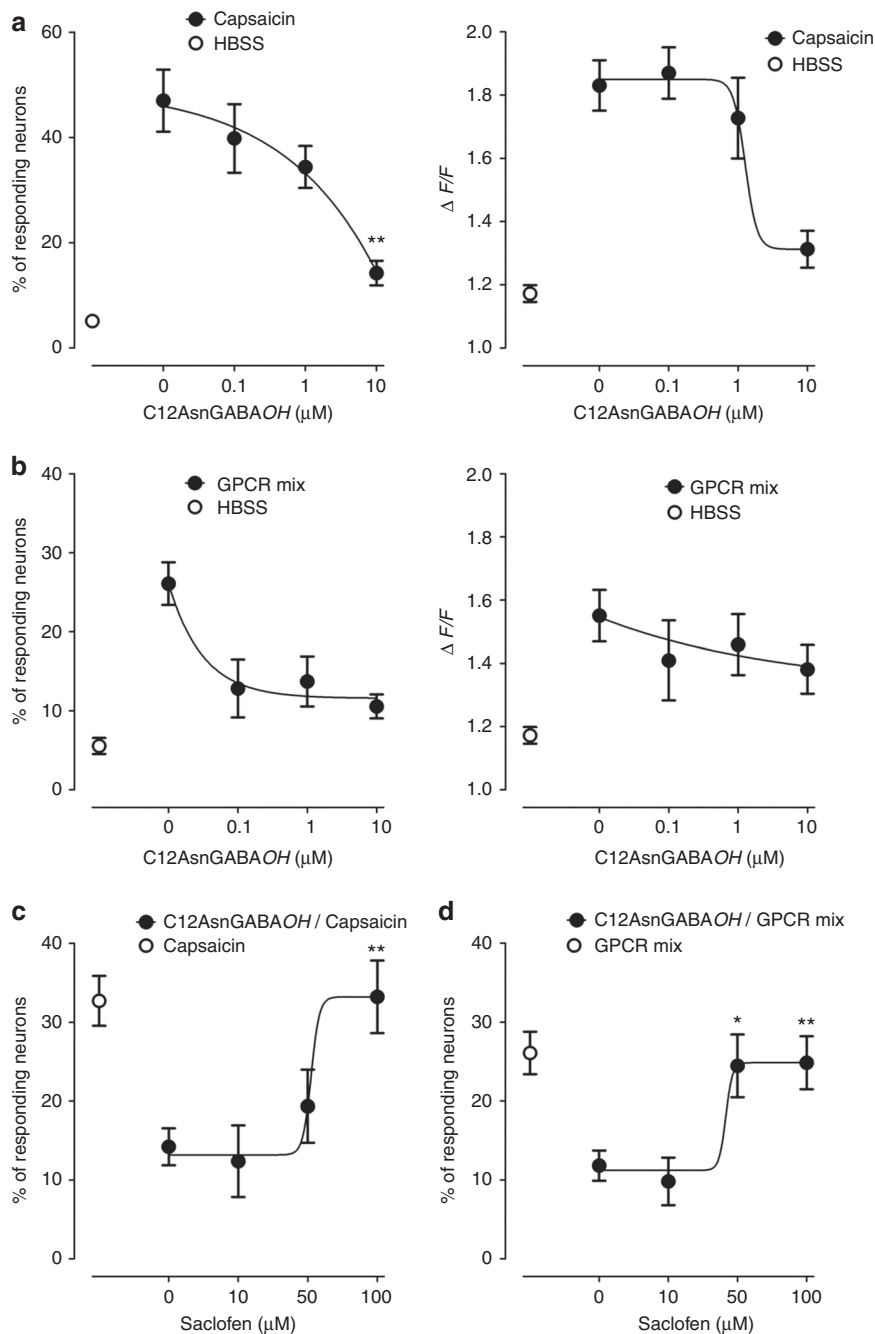 a
Capsaicin
HBSS
% of responding neurons
60
40
20
0
**
0 0.1 1 10
C12AsnGABAOH (μM)
Capsaicin
HBSS
Δ F/F
2.0
1.8
1.6
1.4
1.2
1.0
0 0.1 1 10
C12AsnGABAOH (μM)
b
GPCR mix
HBSS
% of responding neurons
40
30
20
10
0
0 0.1 1 10
C12AsnGABAOH (μM)
GPCR mix
HBSS
Δ F/F
2.0
1.8
1.6
1.4
1.2
1.0
0 0.1 1 10
C12AsnGABAOH (μM)
c
C12AsnGABAOH / Capsaicin
Capsaicin
% of responding neurons
40
30
20
10
0
**
0 10 50 100
Saclofen (μM)
d
C12AsnGABAOH / GPCR mix
GPCR mix
% of responding neurons
40
30
20
10
0
*
**
0 10 50 100
Saclofen (μM)